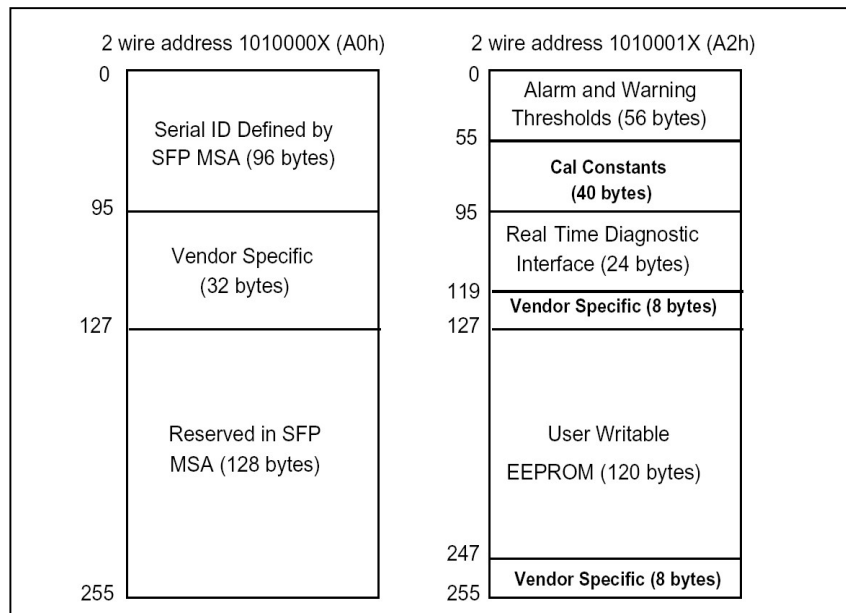 2 wire address 1010000X (A0h)
0
Serial ID Defined by
SFP MSA (96 bytes)
95
Vendor Specific
(32 bytes)
127
Reserved in SFP
MSA (128 bytes)
255
2 wire address 1010001X (A2h)
0
Alarm and Warning
Thresholds (56 bytes)
55
Cal Constants
(40 bytes)
95
Real Time Diagnostic
Interface (24 bytes)
119
Vendor Specific (8 bytes)
127
User Writable
EEPROM (120 bytes)
247
Vendor Specific (8 bytes)
255